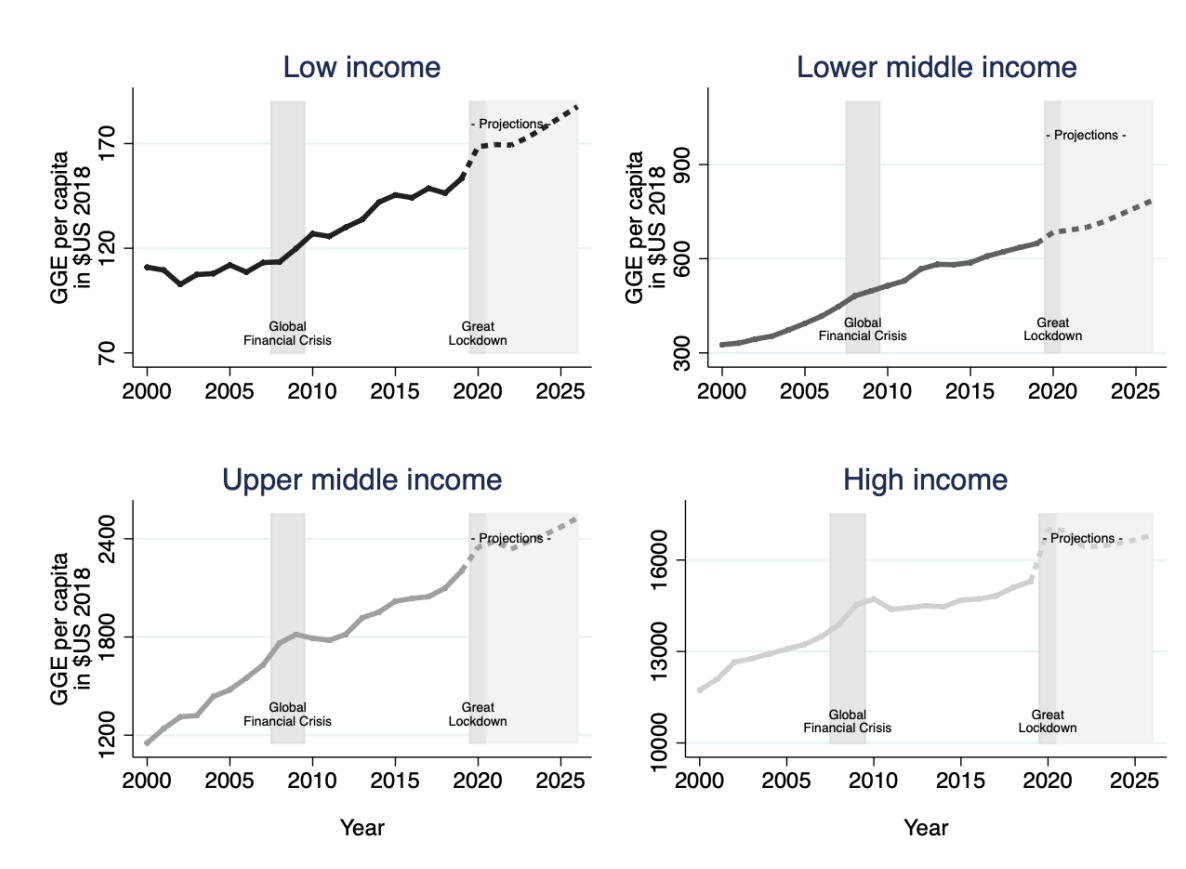 Low income
GGE per capita
in $US 2018
170
120
70
- Projections-
Global
Financial Crisis
Great
Lockdown
2000 2005 2010 2015 2020 2025
Lower middle income
GGE per capita
in $US 2018
900
600
300
- Projections -
Global
Financial Crisis
Great
Lockdown
2000 2005 2010 2015 2020 2025
Upper middle income
GGE per capita
in $US 2018
2400
1800
1200
- Projections -
Global
Financial Crisis
Great
Lockdown
2000 2005 2010 2015 2020 2025
Year
High income
16000
13000
10000
- Projections -
Global
Financial Crisis
Great
Lockdown
2000 2005 2010 2015 2020 2025
Year